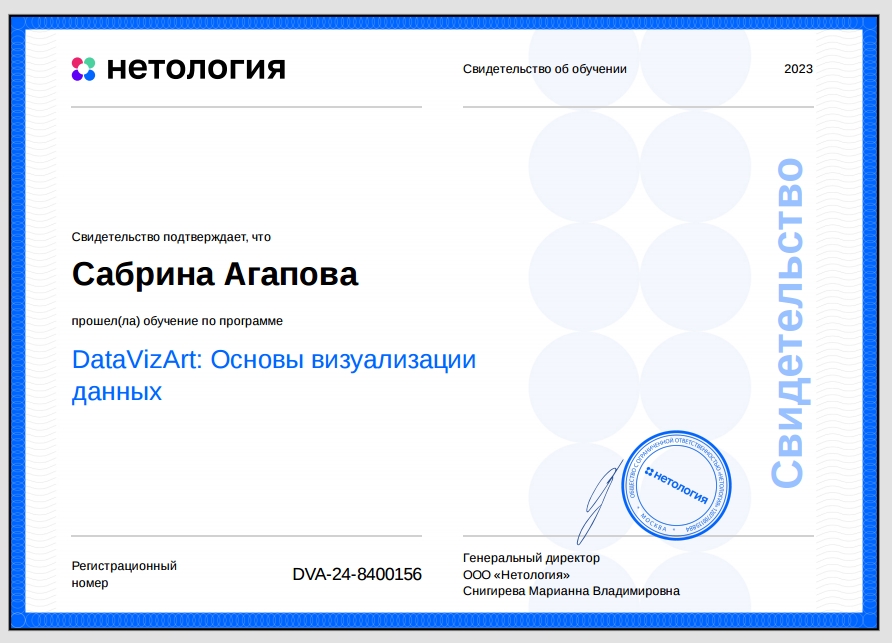 нетология
Свидетельство об обучении
2023
Свидетельство подтверждает, что
Сабрина Агапова
прошел(ла) обучение по программе
DataVizArt: Основы визуализации
данных
Свидетельство
ОБЩЕСТВО С ОГРАНИЧЕННОЙ ОТВЕТСТВЕННОСТЬЮ «НЕТОЛОГИЯ»
МОСКВА
нетология
Регистрационный
номер
DVA-24-8400156
Генеральный директор
ООО «Нетология»
Снигирева Марианна Владимировна